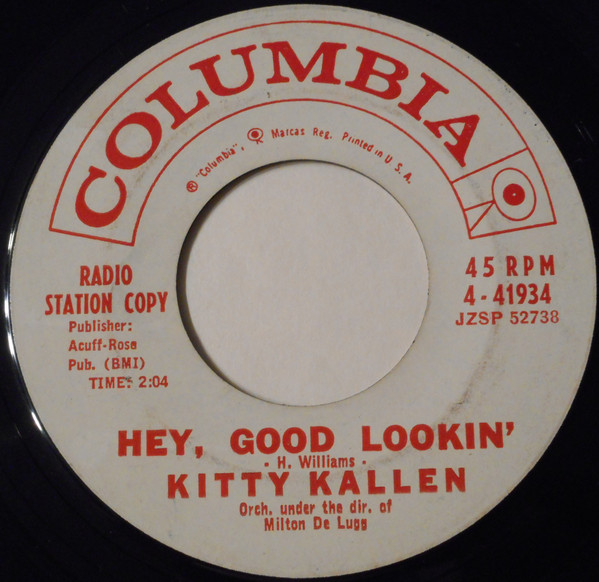 COLUMBIA
® "Columbia", Marcas Reg. Printed in U.S.A.
RADIO
STATION COPY
Publisher:
Acuff-Rose
Pub. (BMI)
TIME: 2:04
45 RPM
4-41934
JZSP 52738
HEY, GOOD LOOKIN'
• H. Williams •
KITTY KALLEN
Orch. under the dir. of
Milton De Lugg